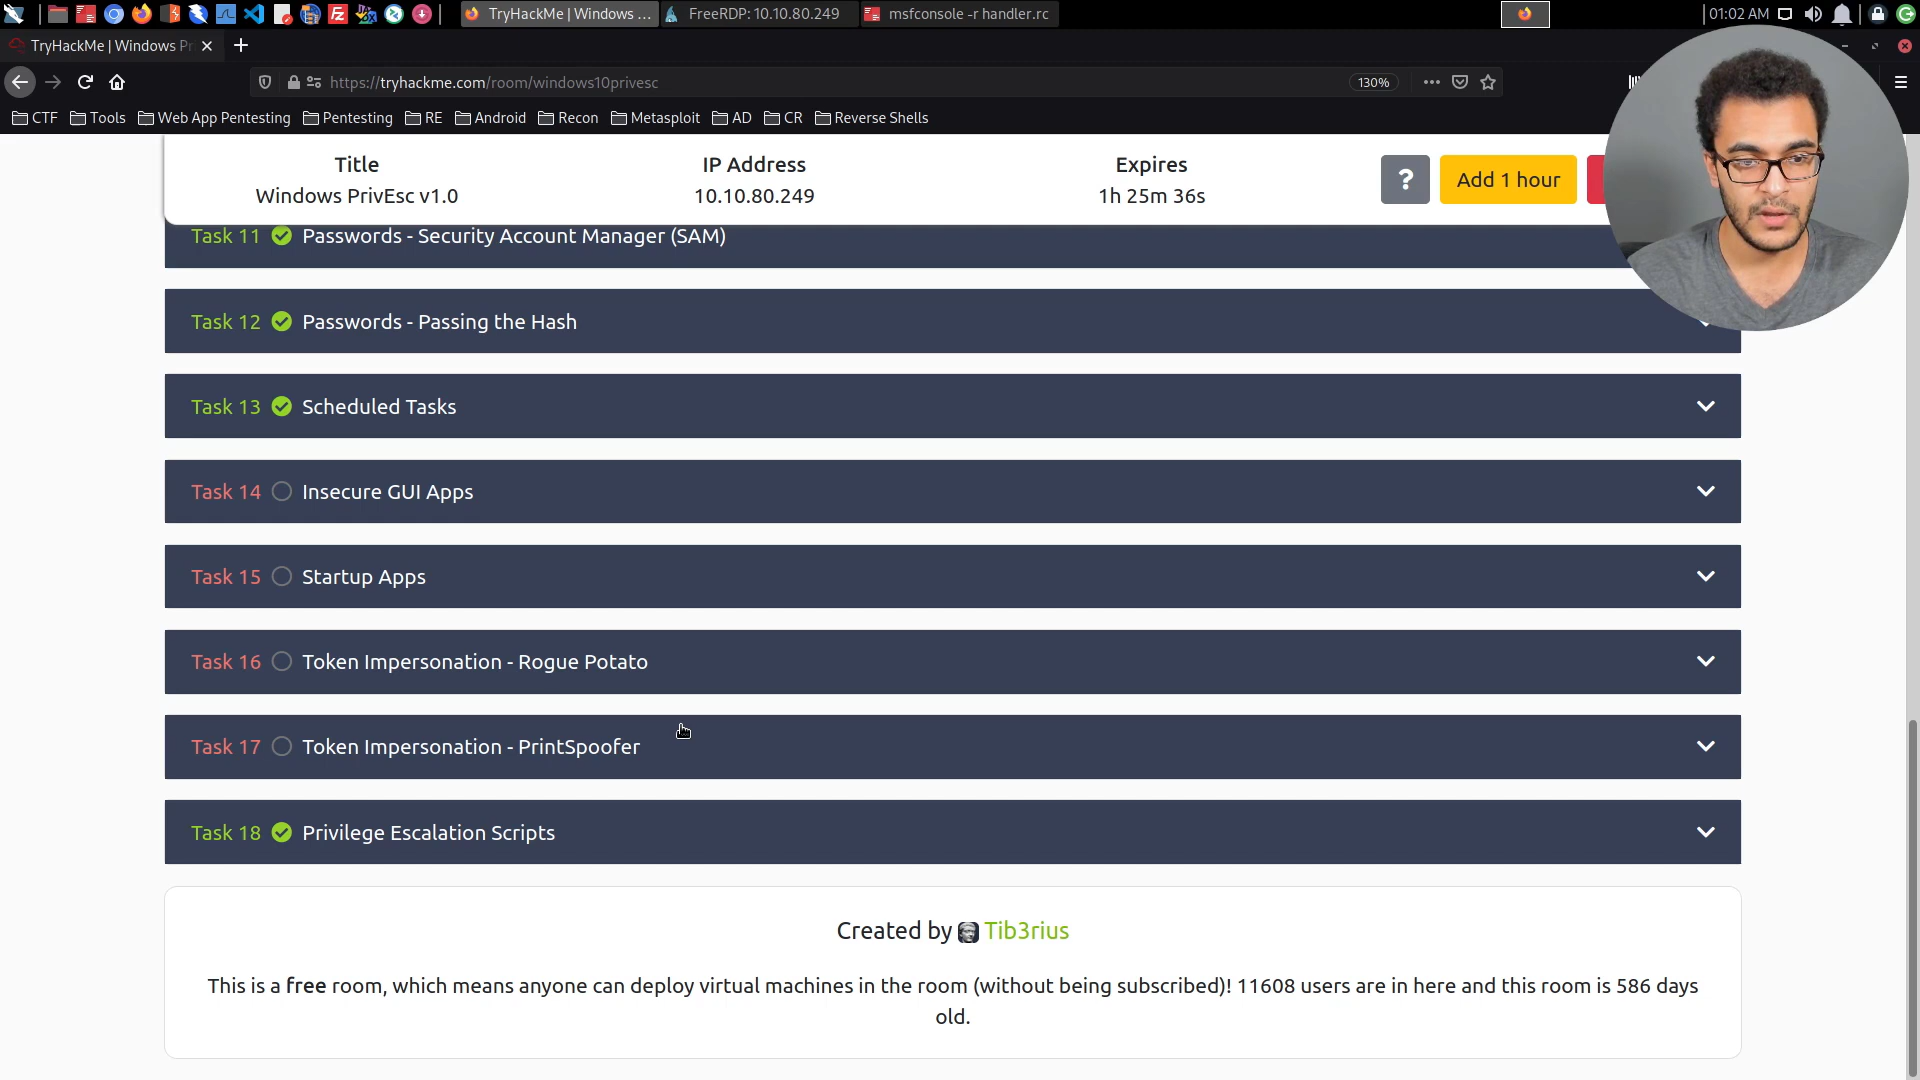 TryHackMe | Windows ...
FreeRDP: 10.10.80.249
msfconsole -r handler.rc
01:02 AM
TryHackMe | Windows Pr
https://tryhackme.com/room/windows10privesc
130%
CTF
Tools
Web App Pentesting
Pentesting
RE
Android
Recon
Metasploit
AD
CR
Reverse Shells
Title
IP Address
Expires
Windows PrivEsc v1.0
10.10.80.249
1h 25m 36s
?
Add 1 hour
Task 11 Passwords - Security Account Manager (SAM)
Task 12 Passwords - Passing the Hash
Task 13 Scheduled Tasks
Task 14 Insecure GUI Apps
Task 15 Startup Apps
Task 16 Token Impersonation - Rogue Potato
Task 17 Token Impersonation - PrintSpoofer
Task 18 Privilege Escalation Scripts
Created by Tib3rius
This is a free room, which means anyone can deploy virtual machines in the room (without being subscribed)! 11608 users are in here and this room is 586 days
old.